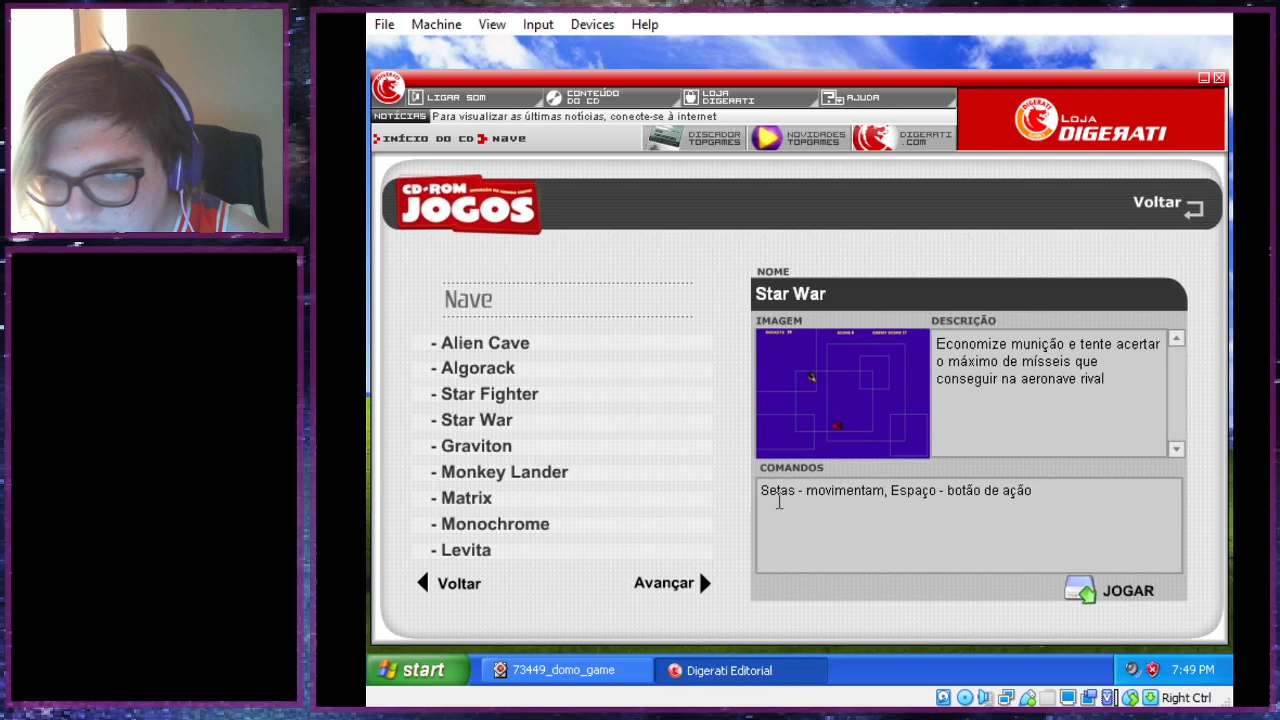 File Machine View Input Devices Help
DIGERATI
LIGAR SOM
CONTEÚDO DO CD
LOJA DIGERATI
AJUDA
NOTÍCIAS Para visualizar as últimas notícias, conecte-se à internet
INÍCIO DO CD NAVE
DISCADOR TOPGAMES
NOVIDADES TOPGAMES
DIGERATI .COM
LOJA
DIGERATI
CD-ROM
JOGOS
Voltar
Nave
- Alien Cave
- Algorack
- Star Fighter
- Star War
- Graviton
- Monkey Lander
- Matrix
- Monochrome
- Levita
Voltar Avançar
NOME
Star War
IMAGEM
DESCRIÇÃO
Economize munição e tente acertar
o máximo de mísseis que
conseguir na aeronave rival
COMANDOS
Setas - movimentam, Espaço - botão de ação
JOGAR
start 73449_domo_game Digerati Editorial 7:49 PM
Right Ctrl